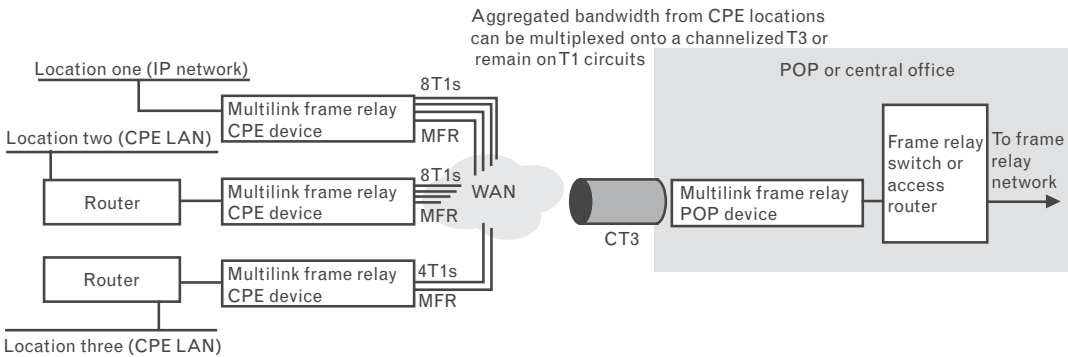 Aggregated bandwidth from CPE locations
can be multiplexed onto a channelized T3 or
remain on T1 circuits
Location one (IP network)
8T1s
Multilink frame relay
CPE device
MFR
Location two (CPE LAN)
Router
Multilink frame relay
CPE device
8T1s
MFR
WAN
Router
Multilink frame relay
CPE device
4T1s
MFR
Location three (CPE LAN)
CT3
POP or central office
Multilink frame relay
POP device
Frame relay
switch or
access
router
To frame
relay
network